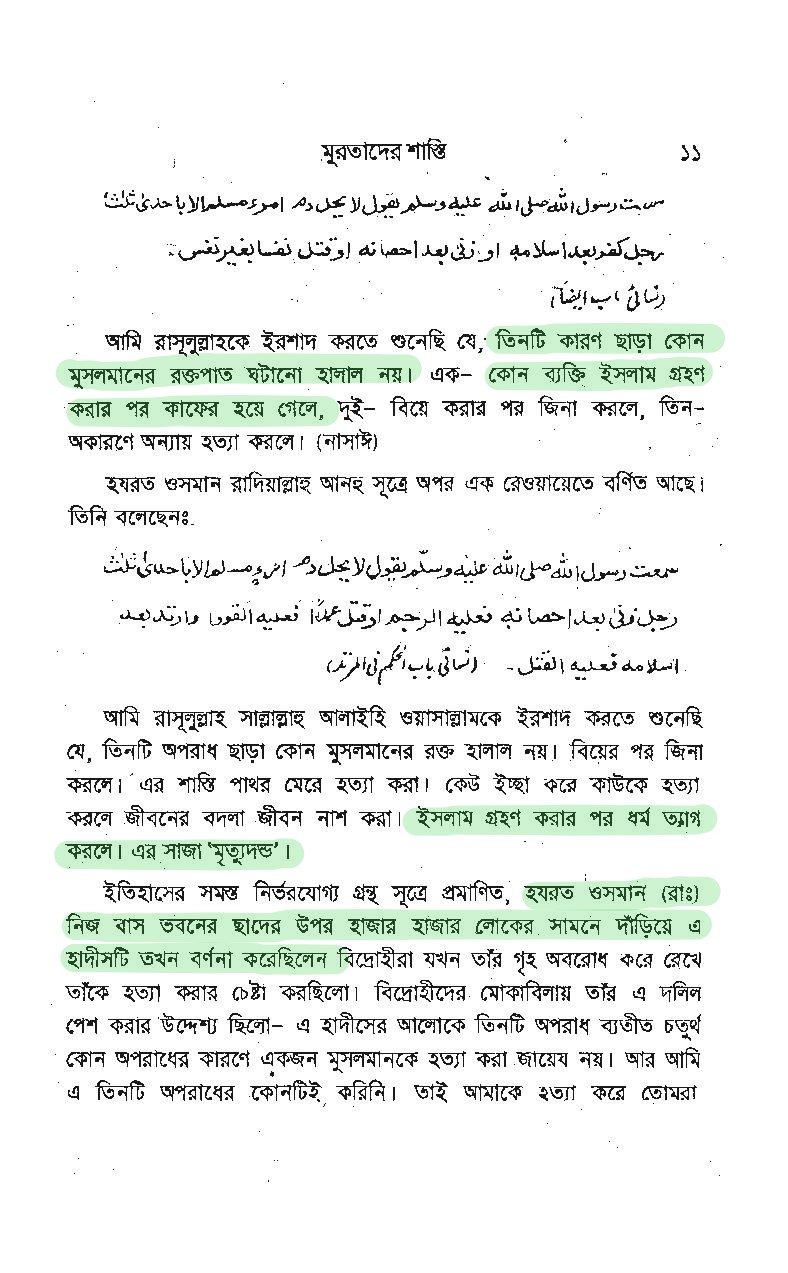 মুরতাদের শাস্তি ১১
سمعت رسول الله صلى الله عليه وسلم يقول لا يحل دم امرء مسلم الا باحدى ثلث
رجل كفر بعد اسلامه او زنى بعد احصانه او قتل نفسا بغير نفس-
آমি রাসূলুল্লাহকে ইরশাদ করতে শুনেছি যে, তিনটি কারণ ছাড়া কোন
মুসলমানের রক্তপাত ঘটানো হালাল নয়। এক– কোন ব্যক্তি ইসলাম গ্রহণ
করার পর কাফের হয়ে গেলে, দুই– বিয়ে করার পর জিনা করলে, তিন–
অকারণে অন্যায় হত্যা করলে। (নাসাঈ)
হযরত ওসমান রাদিয়াল্লাহু আনহু সূত্রে অপর এক রেওয়ায়েতে বর্ণিত আছে।
তিনি বলেছেনঃ
سمعت رسول الله صلى الله عليه وسلم يقول لا يحل دم امرء مسلم الا باحدى ثلث
رجل زنى بعد احصانه فعليه الرجم او قتل عمدا فعليه القود او ارتد بعد
اسلامه فعليه القتل - (نسائى باب الحكم فى المرتد)
আমি রাসূলুল্লাহ সাল্লাল্লাহু আলাইহি ওয়াসাল্লামকে ইরশাদ করতে শুনেছি
যে, তিনটি অপরাধ ছাড়া কোন মুসলমানের রক্ত হালাল নয়। বিয়ের পর জিনা
করলে। এর শাস্তি পাথর মেরে হত্যা করা। কেউ ইচ্ছা করে কাউকে হত্যা
করলে জীবনের বদলা জীবন নাশ করা। ইসলাম গ্রহণ করার পর ধর্ম ত্যাগ
করলে। এর সাজা ‘মৃত্যুদন্ড’।
ইতিহাসের সমস্ত নির্ভরযোগ্য গ্রন্থ সূত্রে প্রমাণিত, হযরত ওসমান (রাঃ)
নিজ বাস ভবনের ছাদের উপর হাজার হাজার লোকের সামনে দাঁড়িয়ে এ
হাদীসটি তখন বর্ণনা করেছিলেন বিদ্রোহীরা যখন তাঁর গৃহ অবরোধ করে রেখে
তাঁকে হত্যা করার চেষ্টা করছিলো। বিদ্রোহীদের মোকাবিলায় তাঁর এ দলিল
পেশ করার উদ্দেশ্য ছিলো– এ হাদীসের আলোকে তিনটি অপরাধ ব্যতীত চতুর্থ
কোন অপরাধের কারণে একজন মুসলমানকে হত্যা করা জায়েয নয়। আর আমি
এ তিনটি অপরাধের কোনটিই করিনি। তাই আমাকে হত্যা করে তোমরা